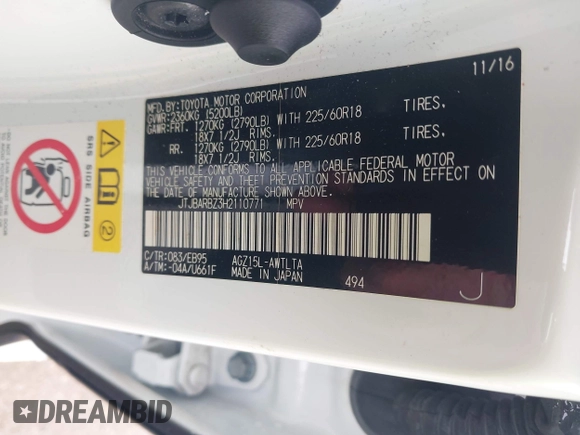 11/16
MFD.BY:TOYOTA MOTOR CORPORATION
GVWR:2360KG (5200LB)
GAWR:FRT. 1270KG (2790LB) WITH 225/60R18 TIRES,
18X7 1/2J RIMS.
RR. 1270KG (2790LB) WITH 225/60R18 TIRES,
18X7 1/2J RIMS.
THIS VEHICLE CONFORMS TO ALL APPLICABLE FEDERAL MOTOR
VEHICLE SAFETY AND THEFT PREVENTION STANDARDS IN EFFECT ON
THE DATE OF MANUFACTURE SHOWN ABOVE.
JTJBARBZ3H2110771 MPV
C/TR:083/EB95 AGZ15L-AWTLTA
A/TM:-04A/U661F MADE IN JAPAN
494
J
SRS SIDE AIRBAG
2
DREAMBID